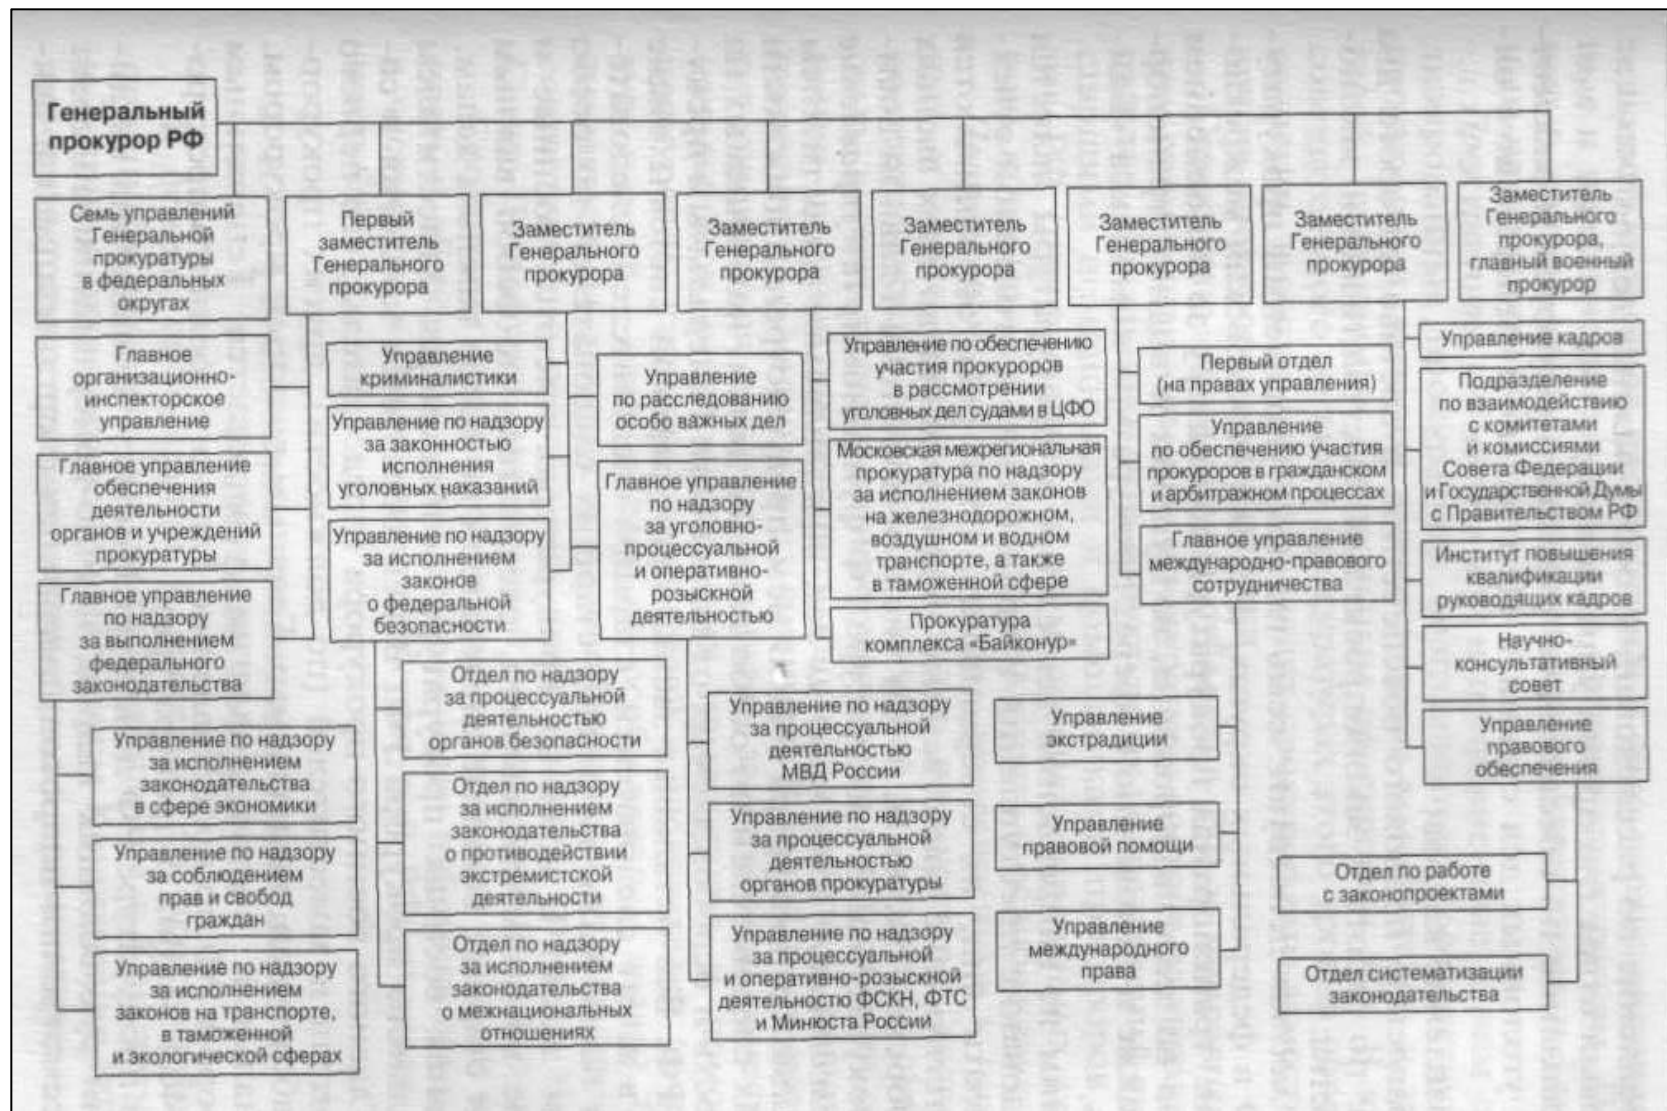 Генеральный
прокурор РФ
Семь управлений
Генеральной
прокуратуры
в федеральных
округах
Первый
заместитель
Генерального
прокурора
Заместитель
Генерального
прокурора
Заместитель
Генерального
прокурора
Заместитель
Генерального
прокурора
Заместитель
Генерального
прокурора
Заместитель
Генерального
прокурора
Заместитель
Генерального
прокурора,
главный военный
прокурор
Главное
организационно-
инспекторское
управление
Главное управление
обеспечения
деятельности
органов и учреждений
прокуратуры
Главное управление
по надзору
за выполнением
федерального
законодательства
Управление по надзору
за исполнением
законодательства
в сфере экономики
Управление по надзору
за соблюдением
прав и свобод
граждан
Управление по надзору
за исполнением
законов на транспорте,
в таможенной
и экологической сферах
Управление
криминалистики
Управление по надзору
за законностью
исполнения
уголовных наказаний
Управление по надзору
за исполнением
законов
о федеральной
безопасности
Отдел по надзору
за процессуальной
деятельностью
органов безопасности
Отдел по надзору
за исполнением
законодательства
о противодействии
экстремистской
деятельности
Отдел по надзору
за исполнением
законодательства
о межнациональных
отношениях
Управление
по расследованию
особо важных дел
Главное управление
по надзору
за уголовно-
процессуальной
и оперативно-
розыскной
деятельностью
Управление по надзору
за процессуальной
деятельностью
МВД России
Управление по надзору
за процессуальной
деятельностью
органов прокуратуры
Управление по надзору
за процессуальной
и оперативно-розыскной
деятельностю ФСКН, ФТС
и Минюста России
Управление по обеспечению
участия прокуроров
в рассмотрении
уголовных дел судами в ЦФО
Московская межрегиональная
прокуратура по надзору
за исполнением законов
на железнодорожном,
воздушном и водном
транспорте, а также
в таможенной сфере
Прокуратура
комплекса «Байконур»
Первый отдел
(на правах управления)
Управление
по обеспечению участия
прокуроров в гражданском
и арбитражном процессах
Главное управление
международно-правового
сотрудничества
Управление
экстрадиции
Управление
правовой помощи
Управление
международного
права
Управление кадров
Подразделение
по взаимодействию
с комитетами
и комиссиями
Совета Федерации
и Государственной Думы
с Правительством РФ
Институт повышения
квалификации
руководящих кадров
Научно-
консультативный
совет
Управление
правового
обеспечения
Отдел по работе
с законопроектами
Отдел систематизации
законодательства